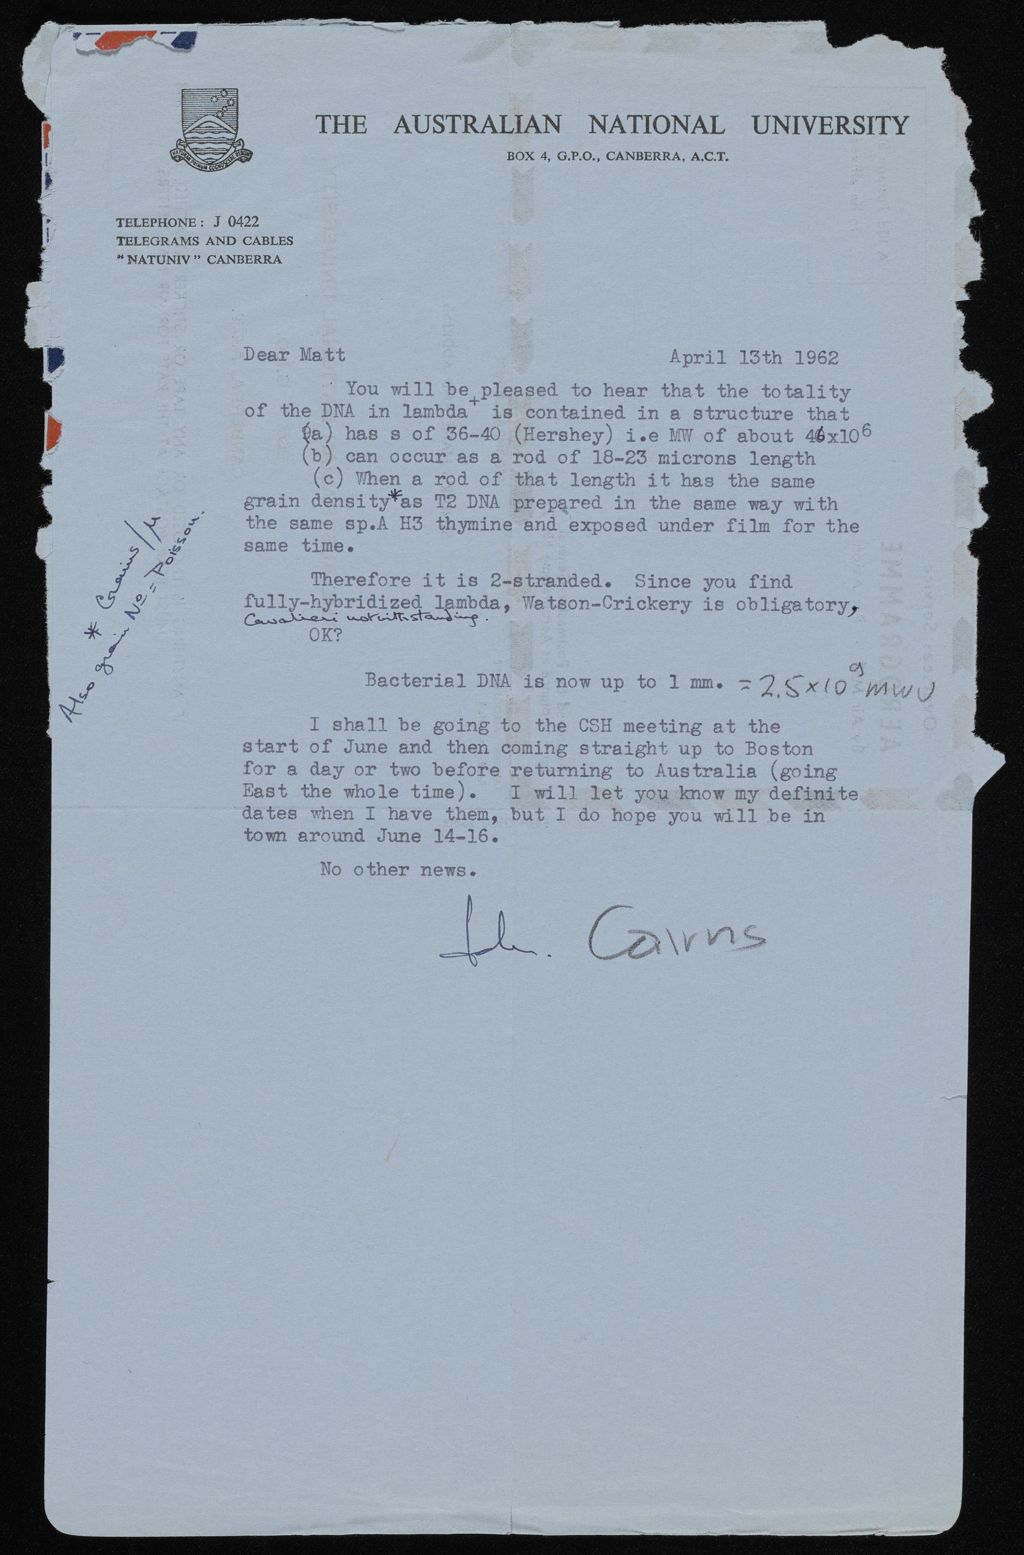 THE AUSTRALIAN NATIONAL UNIVERSITY
BOX 4, G.P.O., CANBERRA, A.C.T.
TELEPHONE: J 0422
TELEGRAMS AND CABLES
"NATUNIV" CANBERRA
Dear Matt April 13th 1962
You will be pleased to hear that the totality
of the DNA in lambda+ is contained in a structure that
(a) has s of 36-40 (Hershey) i.e MW of about 46x10⁶
(b) can occur as a rod of 18-23 microns length
(c) When a rod of that length it has the same
grain density*as T2 DNA prepared in the same way with
the same sp.A H3 thymine and exposed under film for the
same time.
* Grains/μ
Also grain Nº = Poisson.
Therefore it is 2-stranded. Since you find
fully-hybridized lambda, Watson-Crickery is obligatory,
Cavalieri notwithstanding.
OK?
Bacterial DNA is now up to 1 mm. = 2.5x10⁹ MWU
I shall be going to the CSH meeting at the
start of June and then coming straight up to Boston
for a day or two before returning to Australia (going
East the whole time). I will let you know my definite
dates when I have them, but I do hope you will be in
town around June 14-16.
No other news.
John. Cairns